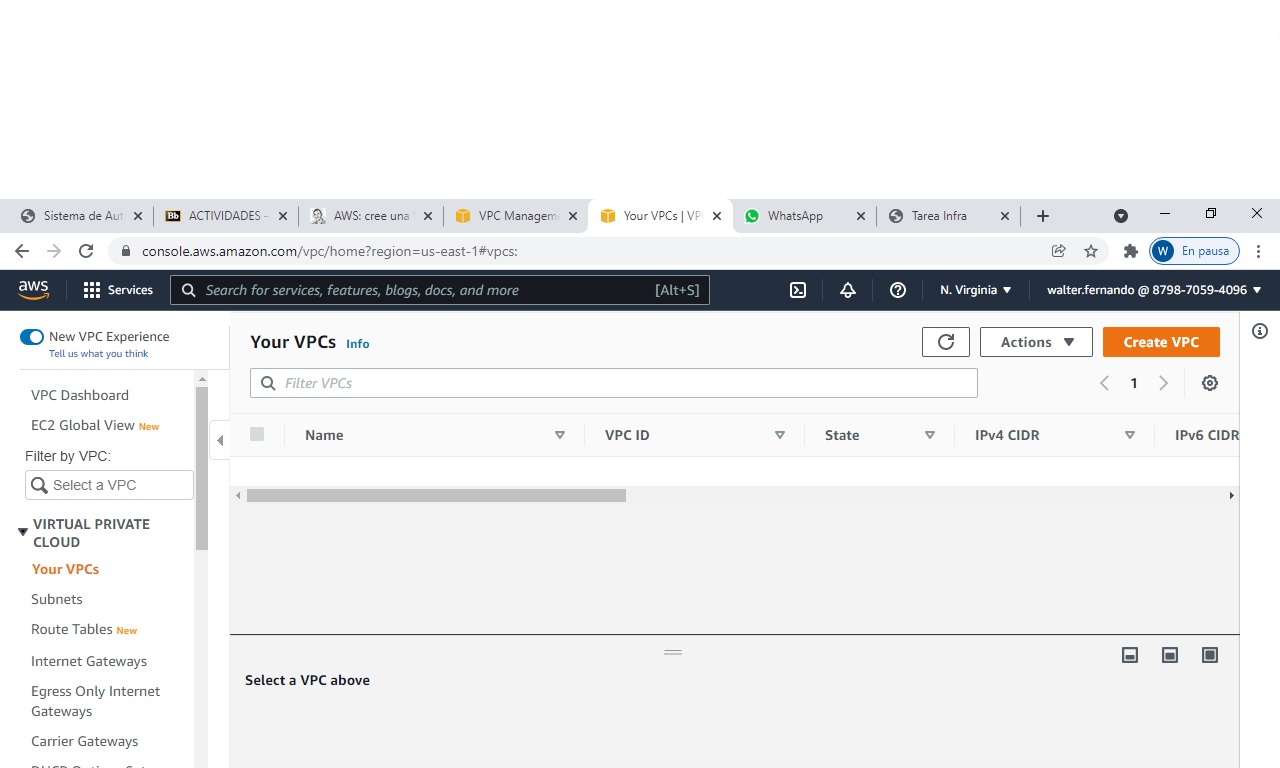 Sistema de Aut
Bb ACTIVIDADES –
AWS: cree una
VPC Managem
Your VPCs | VP
WhatsApp
Tarea Infra
console.aws.amazon.com/vpc/home?region=us-east-1#vpcs:
W En pausa
aws
Services
Search for services, features, blogs, docs, and more [Alt+S]
N. Virginia
walter.fernando @ 8798-7059-4096
New VPC Experience
Tell us what you think
VPC Dashboard
EC2 Global View New
Filter by VPC:
Select a VPC
VIRTUAL PRIVATE
CLOUD
Your VPCs
Subnets
Route Tables New
Internet Gateways
Egress Only Internet
Gateways
Carrier Gateways
Your VPCs Info
Actions
Create VPC
Filter VPCs
1
Name VPC ID State IPv4 CIDR IPv6 CIDR
Select a VPC above